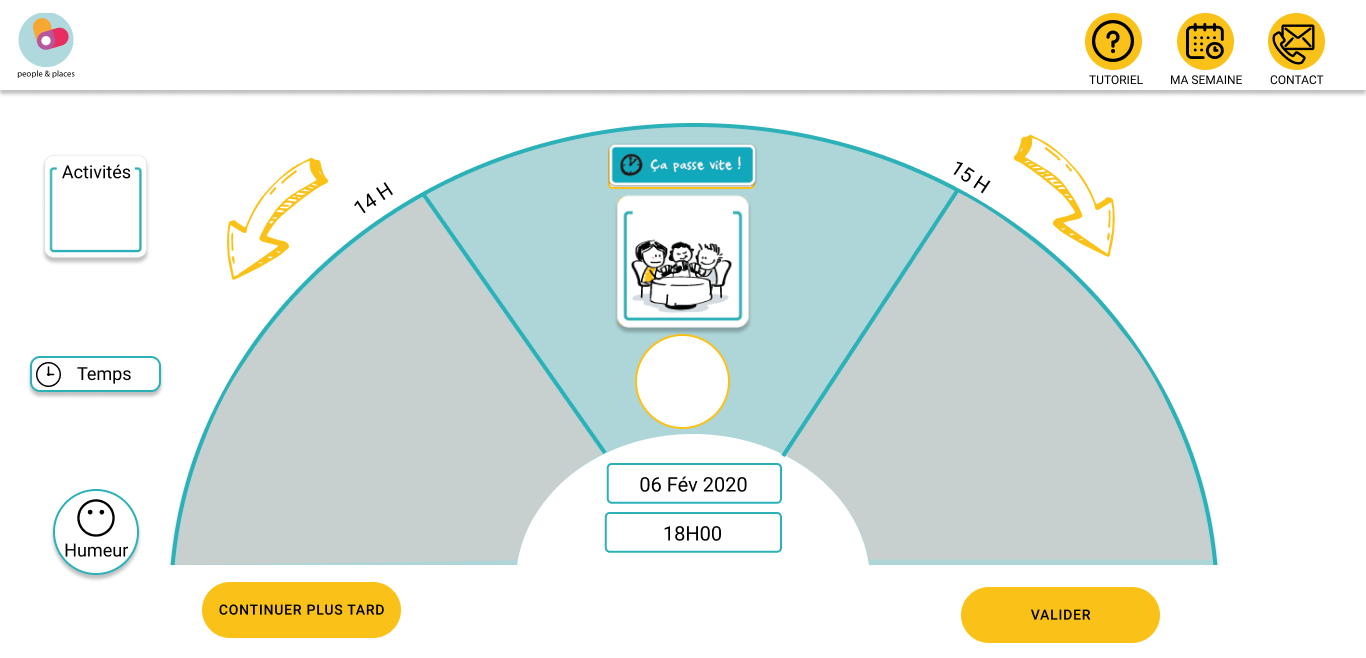 people & places
TUTORIEL
MA SEMAINE
CONTACT
Activités
14 H
Ça passe vite !
15 H
Temps
06 Fév 2020
18H00
Humeur
CONTINUER PLUS TARD
VALIDER